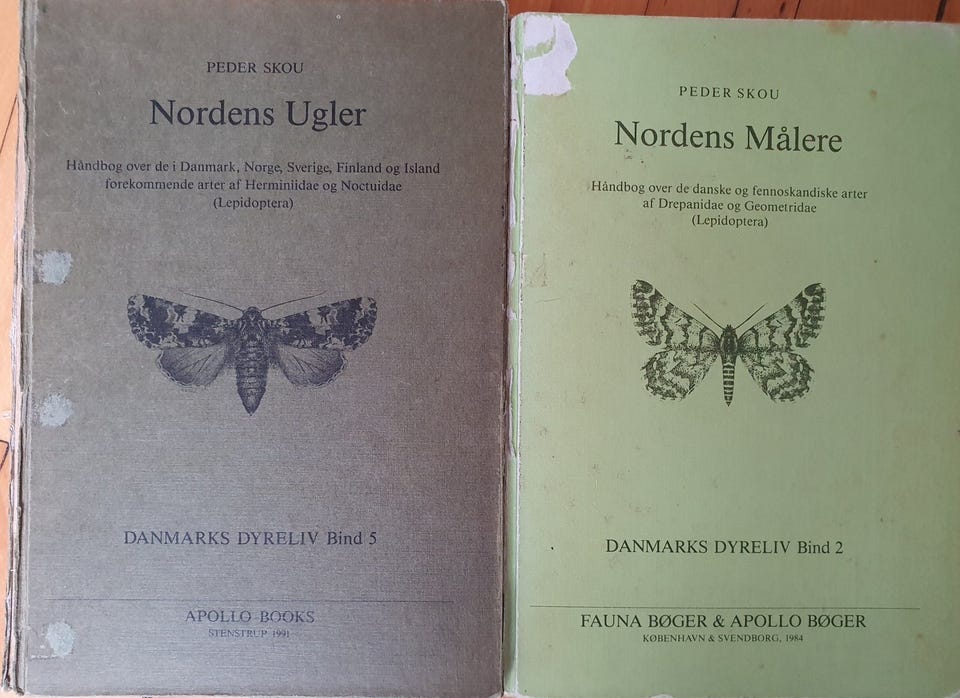 PEDER SKOU
Nordens Ugler
Håndbog over de i Danmark, Norge, Sverige, Finland og Island
forekommende arter af Herminiidae og Noctuidae
(Lepidoptera)
DANMARKS DYRELIV Bind 5
APOLLO BOOKS
STENSTRUP 1991
PEDER SKOU
Nordens Målere
Håndbog over de danske og fennoskandiske arter
af Drepanidae og Geometridae
(Lepidoptera)
DANMARKS DYRELIV Bind 2
FAUNA BØGER & APOLLO BØGER
KØBENHAVN & SVENDBORG, 1984